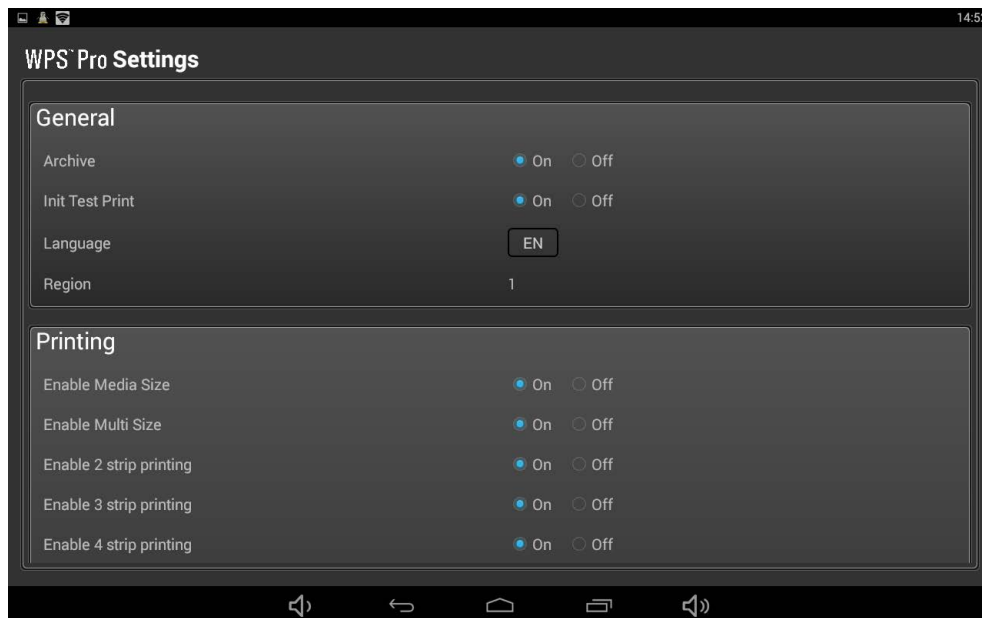 14:5
WPS Pro Settings
General
Archive On Off
Init Test Print On Off
Language EN
Region 1
Printing
Enable Media Size On Off
Enable Multi Size On Off
Enable 2 strip printing On Off
Enable 3 strip printing On Off
Enable 4 strip printing On Off